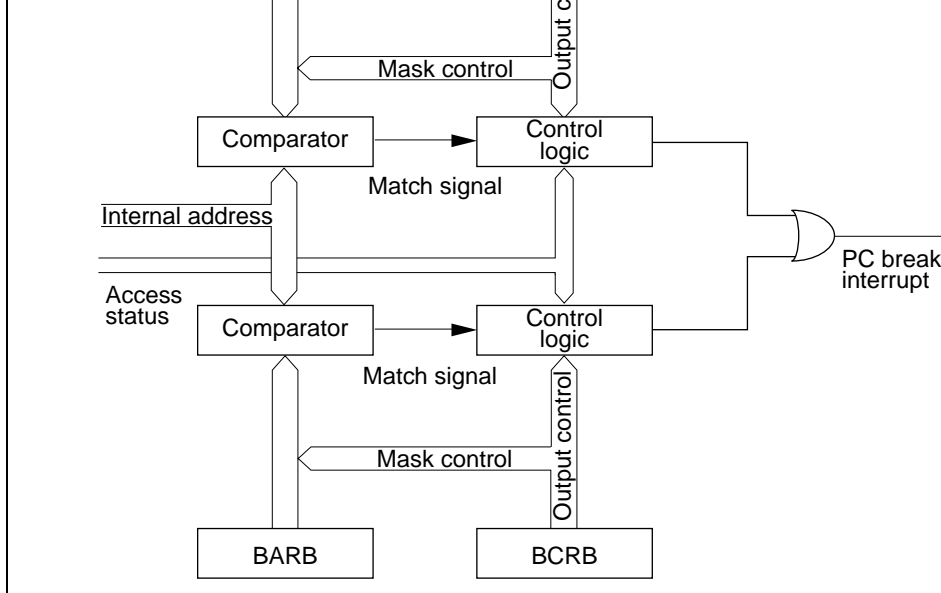 Output c
Mask control
Comparator
Control
logic
Match signal
Internal address
PC break
interrupt
Access
status
Comparator
Control
logic
Match signal
Output control
Mask control
BARB
BCRB